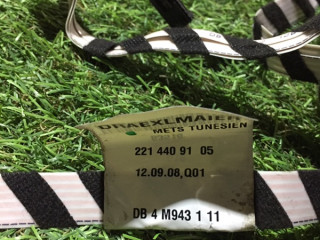 DRAEXLMAIER
METS TUNESIEN
221 440 91 05
12.09.08,Q01
DB 4 M943 1 11